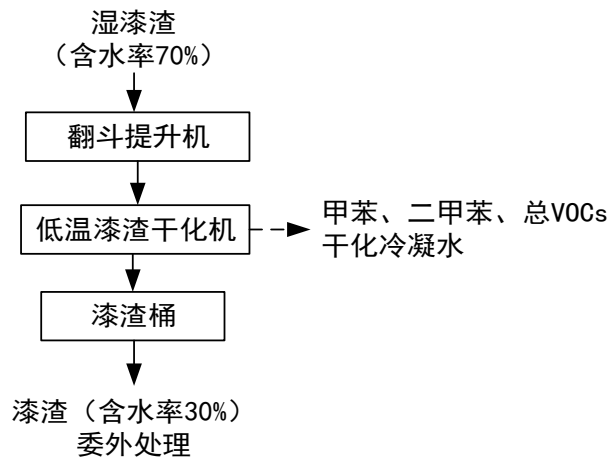 湿漆渣
（含水率70%）
翻斗提升机
低温漆渣干化机
甲苯、二甲苯、总VOCs
干化冷凝水
漆渣桶
漆渣（含水率30%）
委外处理